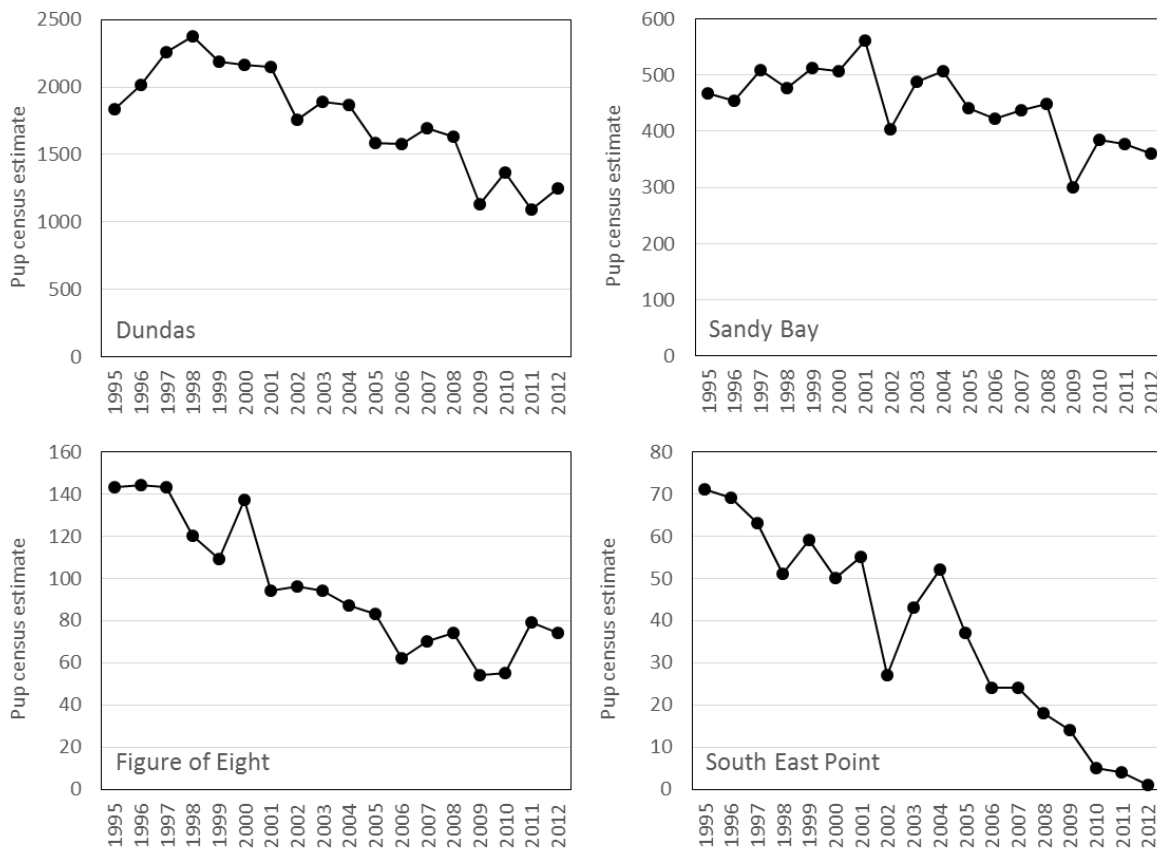 Pup census estimate
2500
2000
1500
1000
500
0
Dundas
1995 1996 1997 1998 1999 2000 2001 2002 2003 2004 2005 2006 2007 2008 2009 2010 2011 2012
Pup census estimate
600
500
400
300
200
100
0
Sandy Bay
1995 1996 1997 1998 1999 2000 2001 2002 2003 2004 2005 2006 2007 2008 2009 2010 2011 2012
Pup census estimate
160
140
120
100
80
60
40
20
0
Figure of Eight
1995 1996 1997 1998 1999 2000 2001 2002 2003 2004 2005 2006 2007 2008 2009 2010 2011 2012
Pup census estimate
80
70
60
50
40
30
20
10
0
South East Point
1995 1996 1997 1998 1999 2000 2001 2002 2003 2004 2005 2006 2007 2008 2009 2010 2011 2012